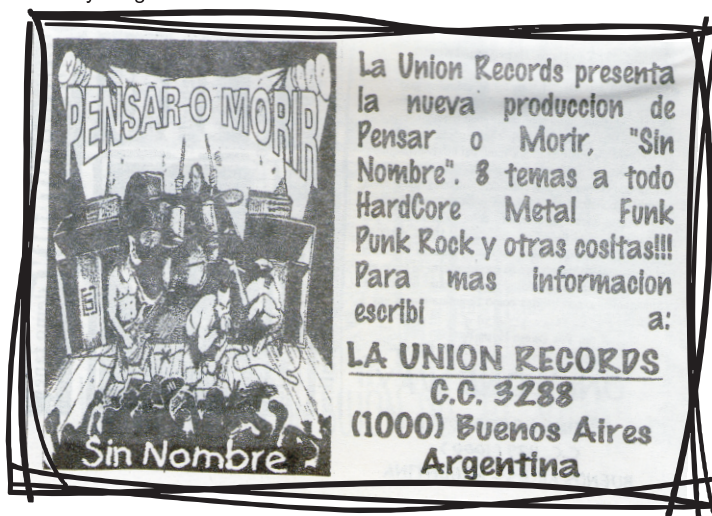 PENSAR O MORIR
Sin Nombre
La Union Records presenta
la nueva produccion de
Pensar o Morir, "Sin
Nombre". 8 temas a todo
HardCore Metal Funk
Punk Rock y otras cositas!!!
Para mas informacion
escribi a:
LA UNION RECORDS
C.C. 3288
(1000) Buenos Aires
Argentina